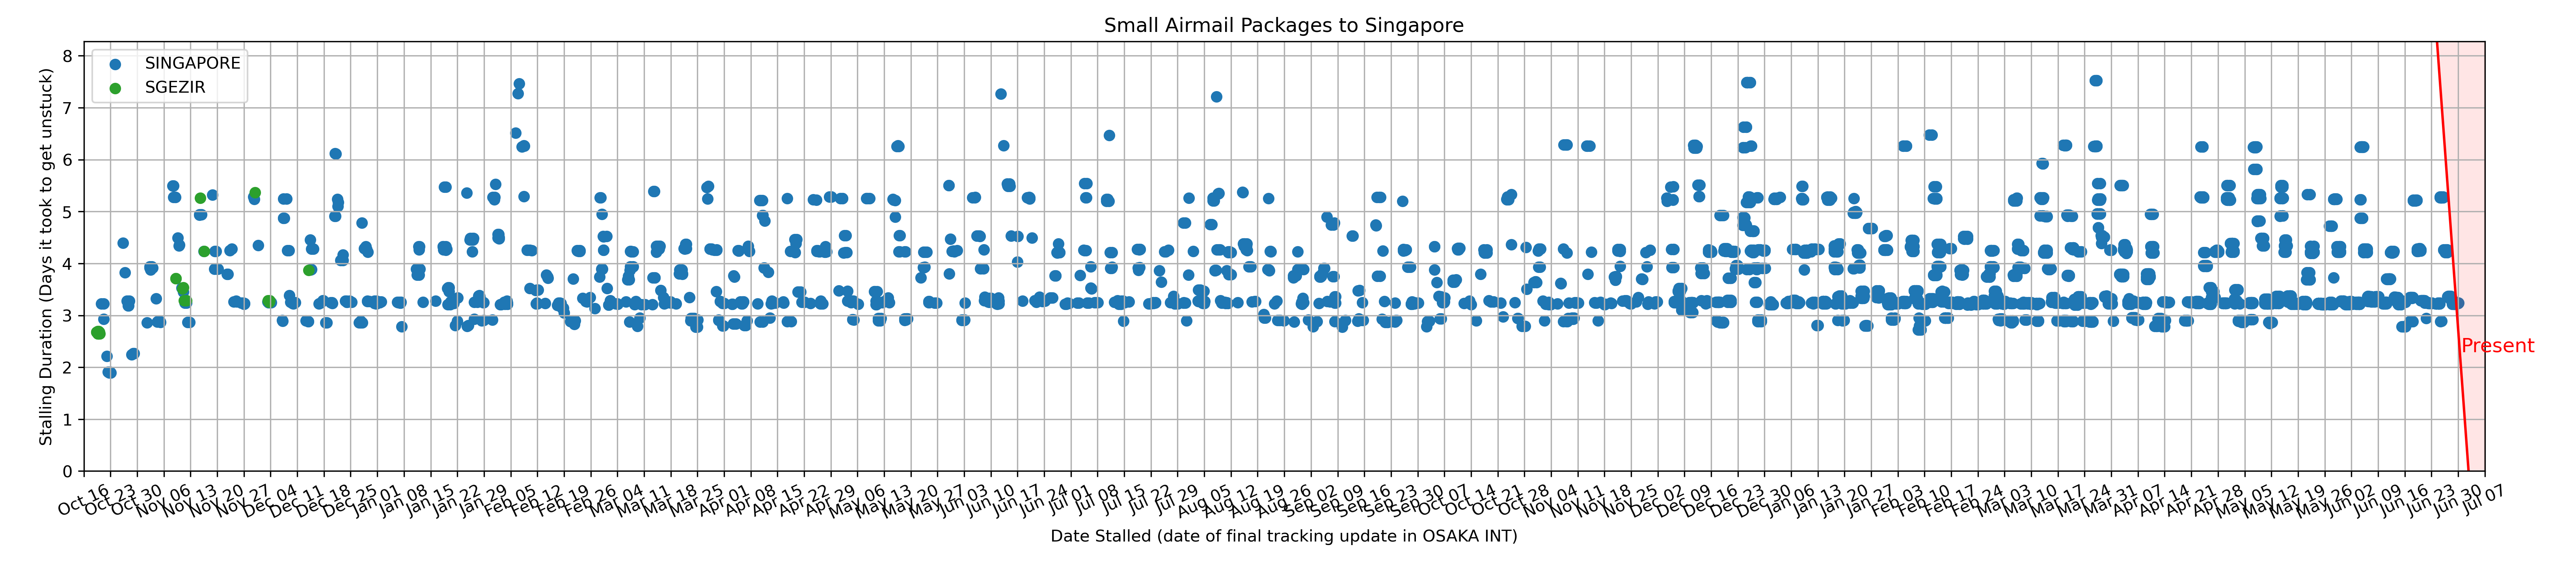 Small Airmail Packages to Singapore
SINGAPORE
SGEZIR
Stalling Duration (Days it took to get unstuck)
8
7
6
5
4
3
2
1
0
Present
Oct 16 Oct 23 Oct 30 Nov 06 Nov 13 Nov 20 Nov 27 Dec 04 Dec 11 Dec 18 Dec 25 Jan 01 Jan 08 Jan 15 Jan 22 Jan 29 Feb 05 Feb 12 Feb 19 Feb 26 Mar 04 Mar 11 Mar 18 Mar 25 Apr 01 Apr 08 Apr 15 Apr 22 Apr 29 May 06 May 13 May 20 May 27 Jun 03 Jun 10 Jun 17 Jun 24 Jul 01 Jul 08 Jul 15 Jul 22 Jul 29 Aug 05 Aug 12 Aug 19 Aug 26 Sep 02 Sep 09 Sep 16 Sep 23 Sep 30 Oct 07 Oct 14 Oct 21 Oct 28 Nov 04 Nov 11 Nov 18 Nov 25 Dec 02 Dec 09 Dec 16 Dec 23 Dec 30 Jan 06 Jan 13 Jan 20 Jan 27 Feb 03 Feb 10 Feb 17 Feb 24 Mar 03 Mar 10 Mar 17 Mar 24 Mar 31 Apr 07 Apr 14 Apr 21 Apr 28 May 05 May 12 May 19 May 26 Jun 02 Jun 09 Jun 16 Jun 23 Jun 30 Jul 07
Date Stalled (date of final tracking update in OSAKA INT)